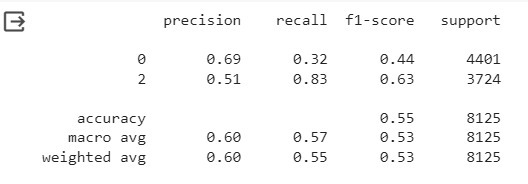 precision recall f1-score support
0 0.69 0.32 0.44 4401
2 0.51 0.83 0.63 3724
accuracy 0.55 8125
macro avg 0.60 0.57 0.53 8125
weighted avg 0.60 0.55 0.53 8125